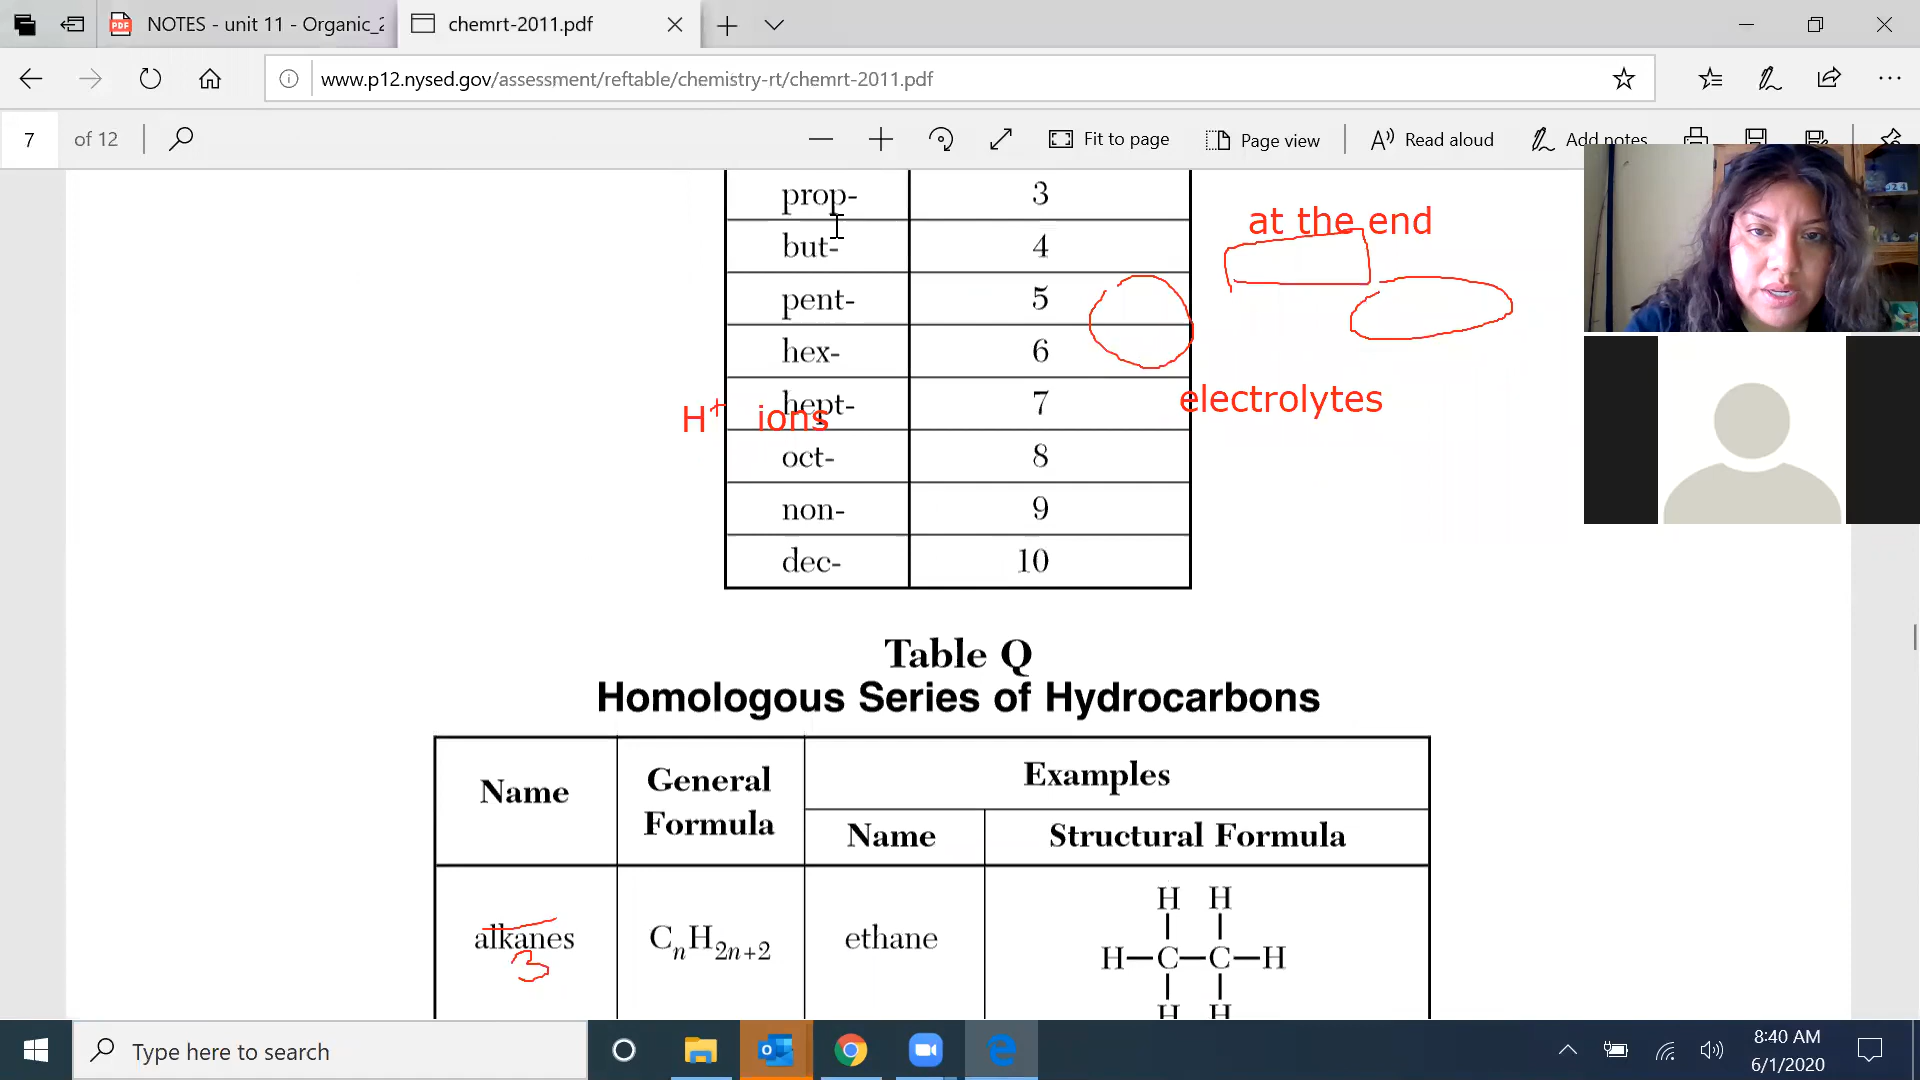 NOTES - unit 11 - Organic_2
chemrt-2011.pdf
www.p12.nysed.gov/assessment/reftable/chemistry-rt/chemrt-2011.pdf
7 of 12
Fit to page
Page view
Read aloud
Add notes
prop- 3
but- 4
pent- 5
hex- 6
hept- 7
oct- 8
non- 9
dec- 10
at the end
electrolytes
H+ ions
Table Q
Homologous Series of Hydrocarbons
Name General Formula Examples
Name Structural Formula
alkanes CnH2n+2 ethane
3
H H
H–C–C–H
H H
Type here to search
8:40 AM
6/1/2020